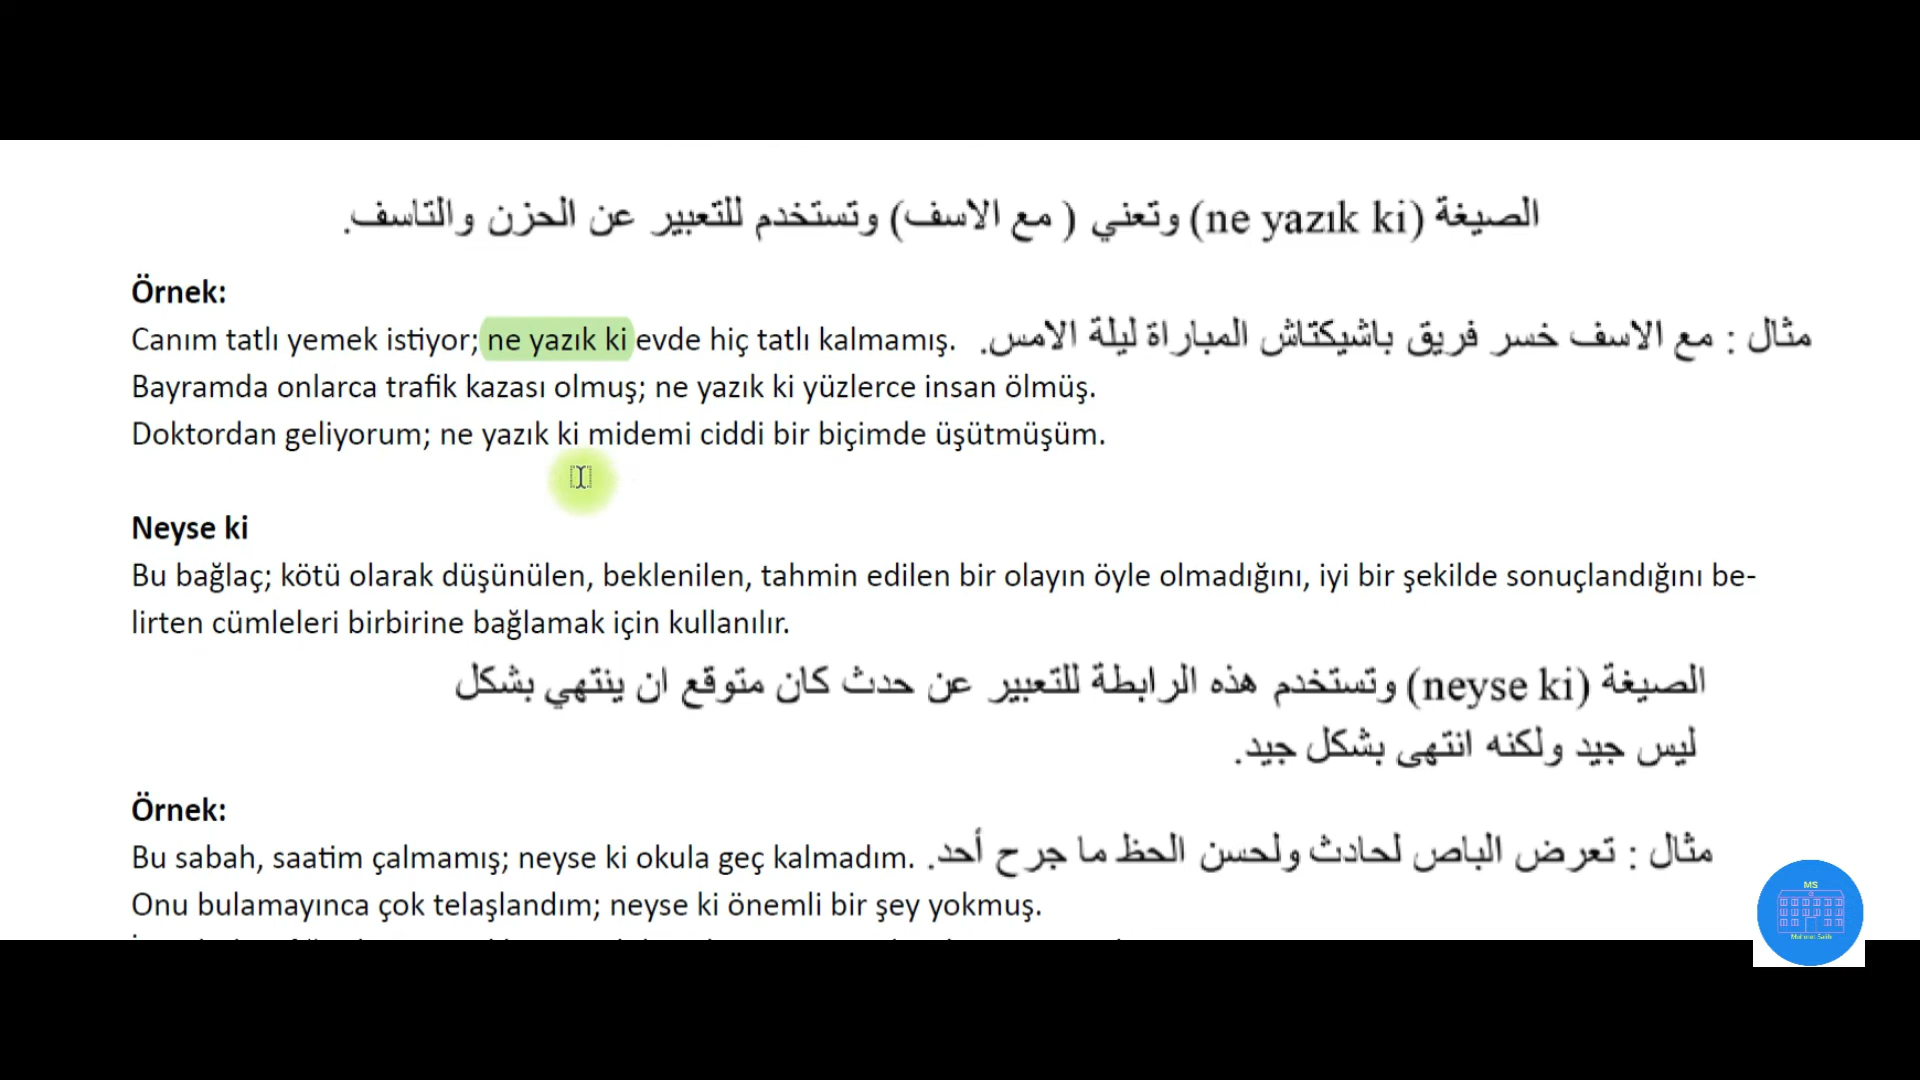 الصيغة (ne yazık ki) وتعني ( مع الاسف) وتستخدم للتعبير عن الحزن والتاسف.
Örnek:
Canım tatlı yemek istiyor; ne yazık ki evde hiç tatlı kalmamış.
مثال : مع الاسف خسر فريق باشيكتاش المباراة ليلة الامس.
Bayramda onlarca trafik kazası olmuş; ne yazık ki yüzlerce insan ölmüş.
Doktordan geliyorum; ne yazık ki midemi ciddi bir biçimde üşütmüşüm.
Neyse ki
Bu bağlaç; kötü olarak düşünülen, beklenilen, tahmin edilen bir olayın öyle olmadığını, iyi bir şekilde sonuçlandığını be-
lirten cümleleri birbirine bağlamak için kullanılır.
الصيغة (neyse ki) وتستخدم هذه الرابطة للتعبير عن حدث كان متوقع ان ينتهي بشكل
ليس جيد ولكنه انتهى بشكل جيد.
Örnek:
Bu sabah, saatim çalmamış; neyse ki okula geç kalmadım.
مثال : تعرض الباص لحادث ولحسن الحظ ما جرح أحد.
Onu bulamayınca çok telaşlandım; neyse ki önemli bir şey yokmuş.
MS